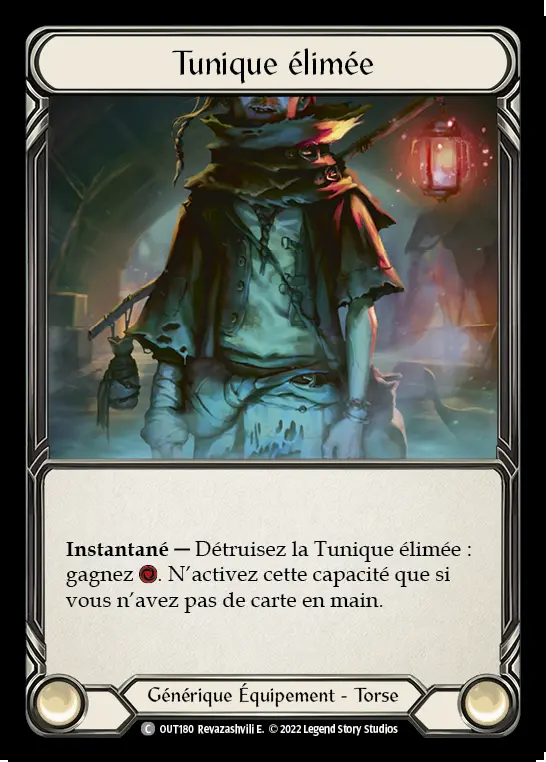 Tunique élimée
Instantané — Détruisez la Tunique élimée :
gagnez . N'activez cette capacité que si
vous n'avez pas de carte en main.
Générique Équipement - Torse
C OUT180 Revazashvili E. © 2022 Legend Story Studios